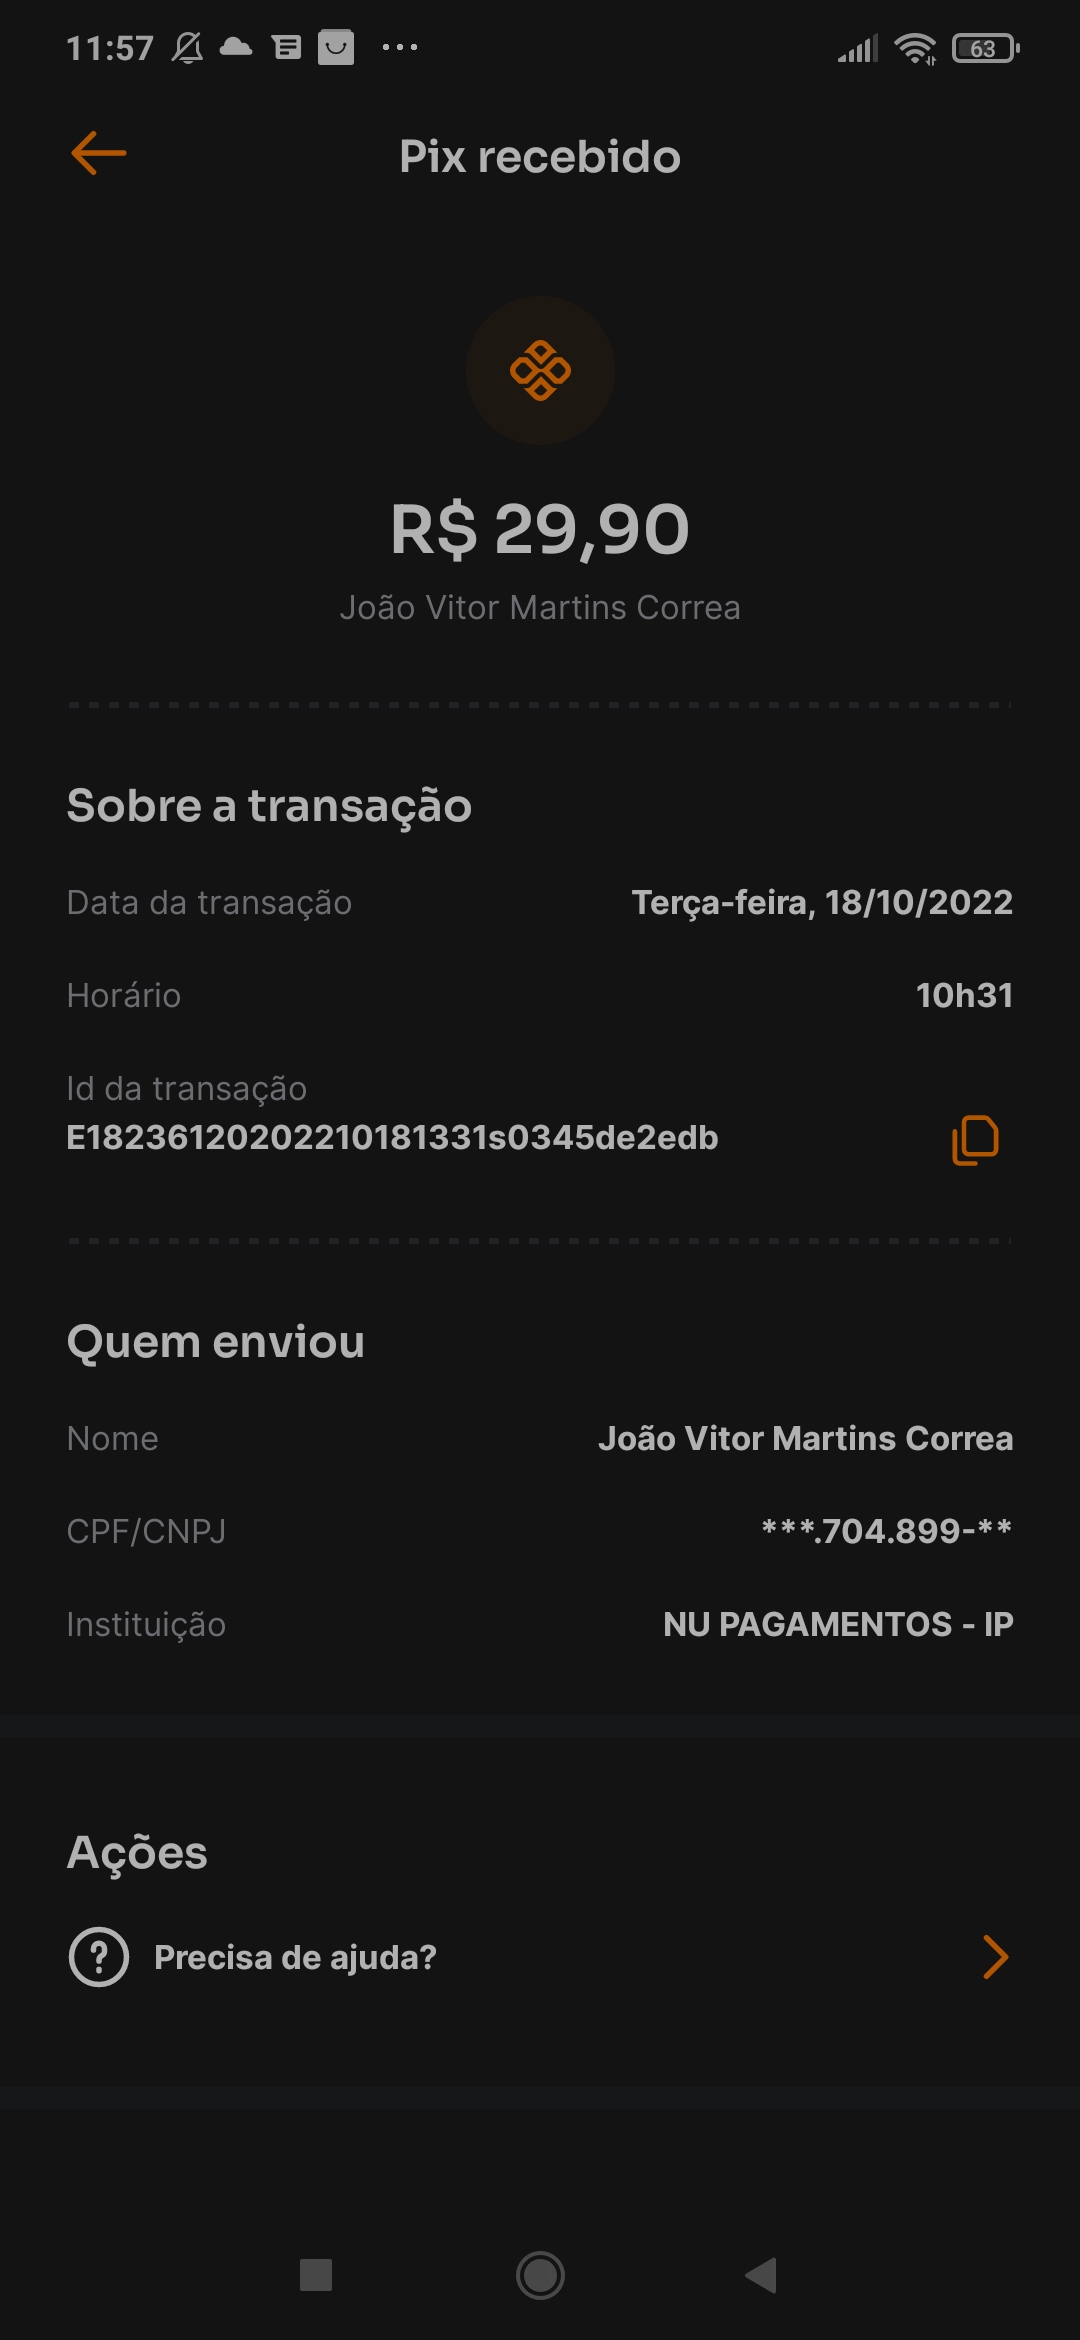 11:57
63
Pix recebido
R$ 29,90
João Vitor Martins Correa
Sobre a transação
Data da transação Terça-feira, 18/10/2022
Horário 10h31
Id da transação
E18236120202210181331s0345de2edb
Quem enviou
Nome João Vitor Martins Correa
CPF/CNPJ ***.704.899-**
Instituição NU PAGAMENTOS - IP
Ações
Precisa de ajuda?